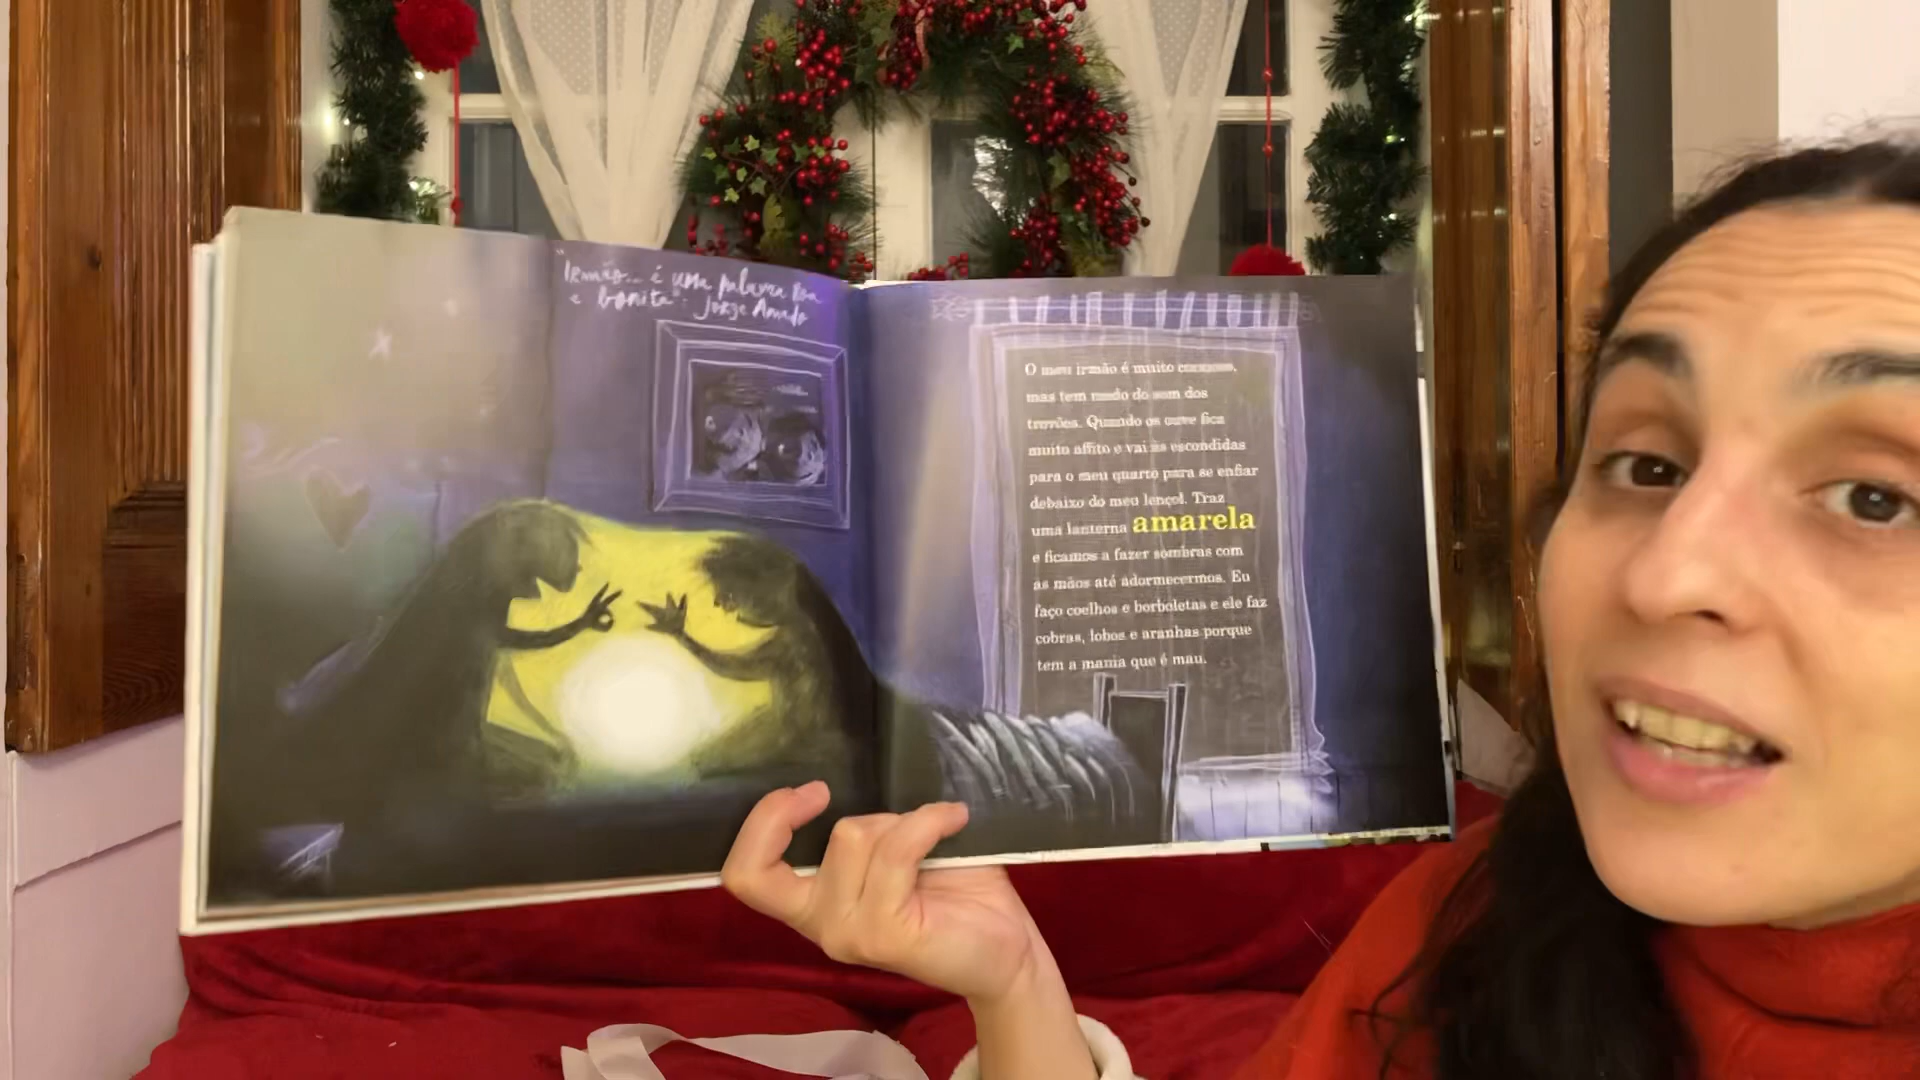 "Irmão... é uma palavra boa
e bonita". Jorge Amado
O meu irmão é muito corajoso,
mas tem medo do som dos
trovões. Quando os ouve fica
muito aflito e vai às escondidas
para o meu quarto para se enfiar
debaixo do meu lençol. Traz
uma lanterna amarela
e ficamos a fazer sombras com
as mãos até adormecermos. Eu
faço coelhos e borboletas e ele faz
cobras, lobos e aranhas porque
tem a mania que é mau.